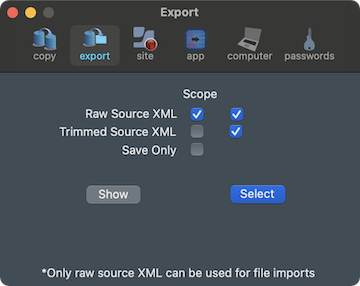 Export
copy export site app computer passwords
Scope
Raw Source XML
Trimmed Source XML
Save Only
Show Select
*Only raw source XML can be used for file imports